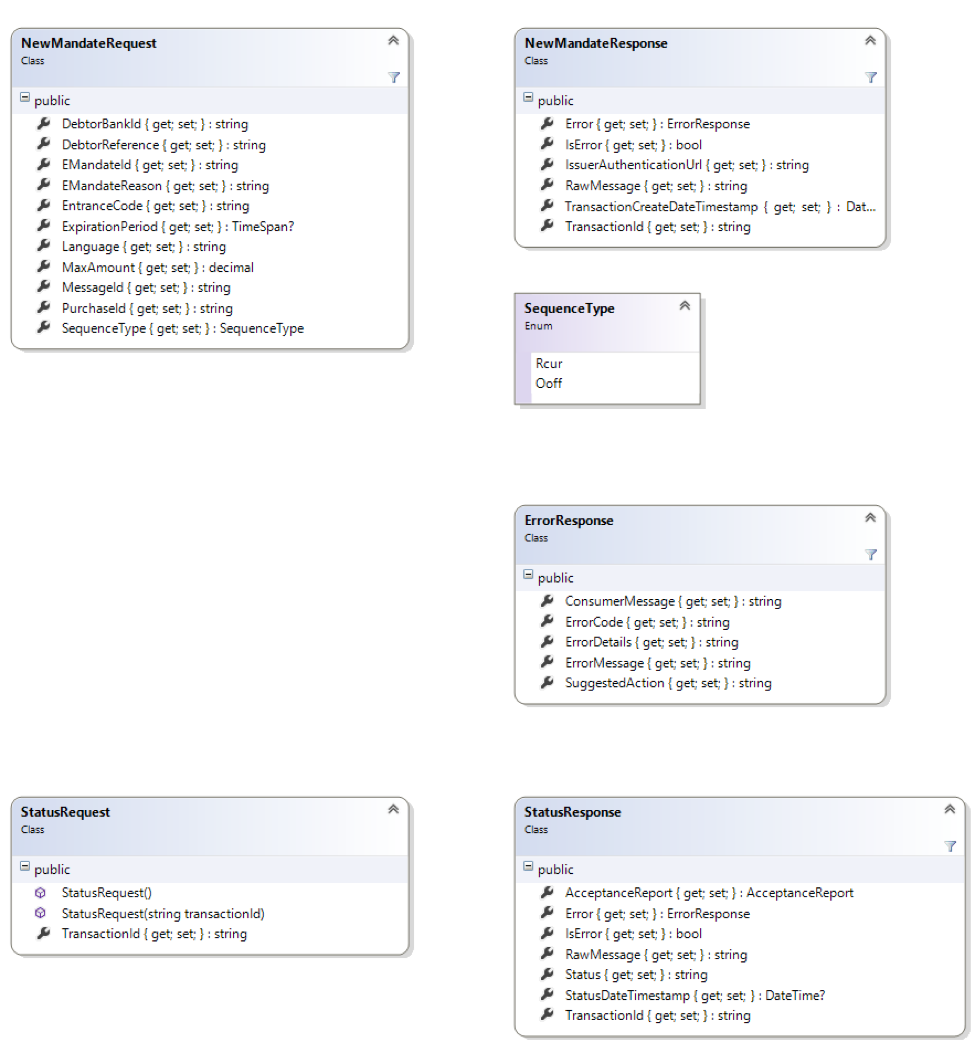 NewMandateRequest
Class
public
DebtorBankId { get; set; } : string
DebtorReference { get; set; } : string
EMandateId { get; set; } : string
EMandateReason { get; set; } : string
EntranceCode { get; set; } : string
ExpirationPeriod { get; set; } : TimeSpan?
Language { get; set; } : string
MaxAmount { get; set; } : decimal
MessageId { get; set; } : string
PurchaseId { get; set; } : string
SequenceType { get; set; } : SequenceType
NewMandateResponse
Class
public
Error { get; set; } : ErrorResponse
IsError { get; set; } : bool
IssuerAuthenticationUrl { get; set; } : string
RawMessage { get; set; } : string
TransactionCreateDateTimestamp { get; set; } : Dat...
TransactionId { get; set; } : string
SequenceType
Enum
Rcur
Ooff
ErrorResponse
Class
public
ConsumerMessage { get; set; } : string
ErrorCode { get; set; } : string
ErrorDetails { get; set; } : string
ErrorMessage { get; set; } : string
SuggestedAction { get; set; } : string
StatusRequest
Class
public
StatusRequest()
StatusRequest(string transactionId)
TransactionId { get; set; } : string
StatusResponse
Class
public
AcceptanceReport { get; set; } : AcceptanceReport
Error { get; set; } : ErrorResponse
IsError { get; set; } : bool
RawMessage { get; set; } : string
Status { get; set; } : string
StatusDateTimestamp { get; set; } : DateTime?
TransactionId { get; set; } : string